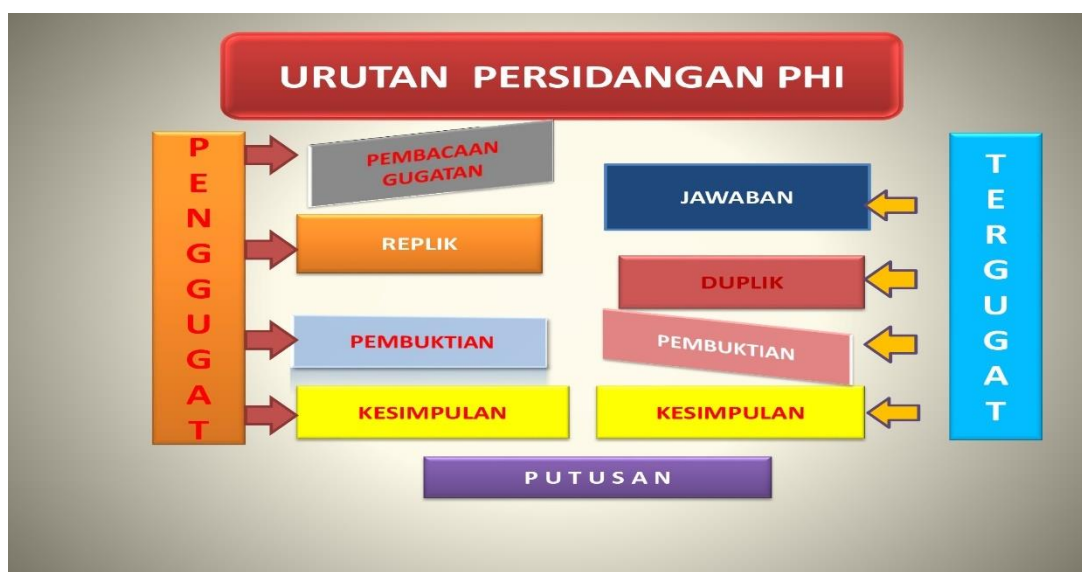 URUTAN PERSIDANGAN PHI
PENGGUGAT
PEMBACAAN
GUGATAN
JAWABAN
REPLIK
DUPLIK
PEMBUKTIAN
PEMBUKTIAN
KESIMPULAN
KESIMPULAN
TERGUGAT
PUTUSAN